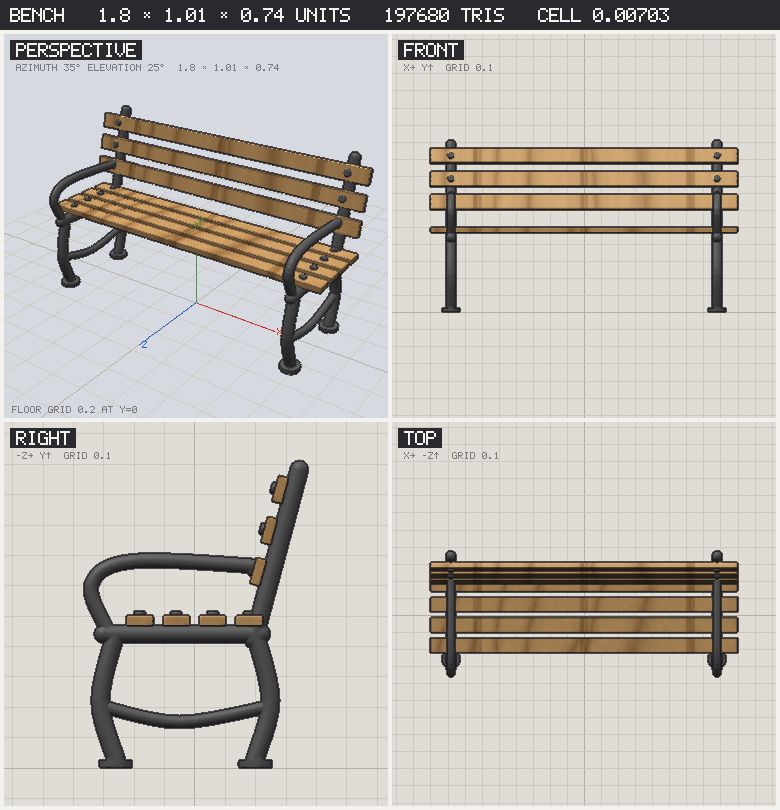 BENCH 1.8 × 1.01 × 0.74 UNITS 197680 TRIS CELL 0.00703
PERSPECTIVE
AZIMUTH 35° ELEVATION 25° 1.8 × 1.01 × 0.74
Y
X
Z
FLOOR GRID 0.2 AT Y=0
FRONT
X→ Y↑ GRID 0.1
RIGHT
-Z→ Y↑ GRID 0.1
TOP
X→ -Z↑ GRID 0.1